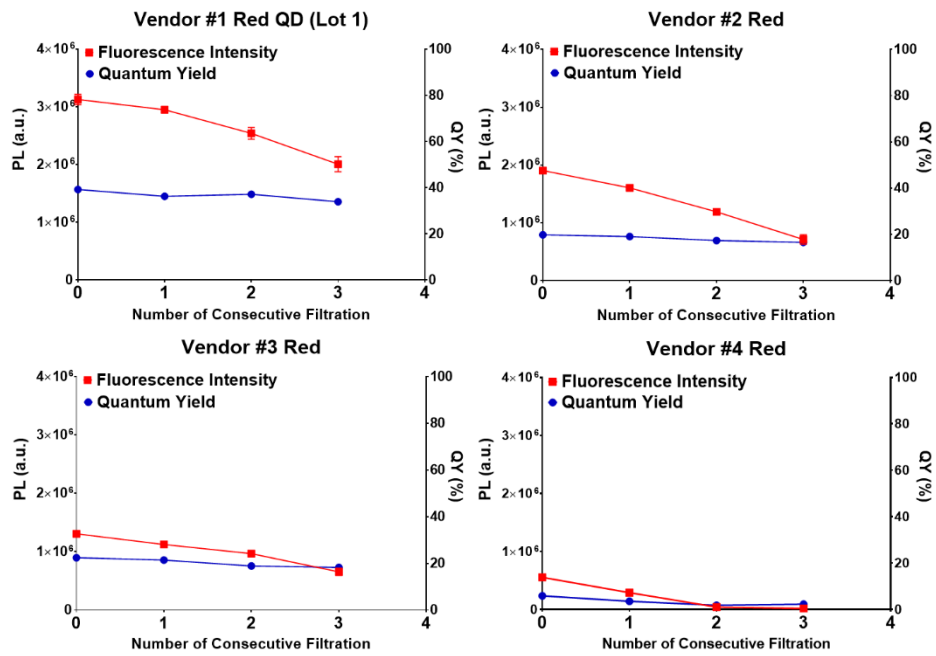 Vendor #1 Red QD (Lot 1)
Fluorescence Intensity
Quantum Yield
PL (a.u.)
4×10⁶
3×10⁶
2×10⁶
1×10⁶
0
100
80
60
40
20
0
QY (%)
0 1 2 3 4
Number of Consecutive Filtration
Vendor #2 Red
Fluorescence Intensity
Quantum Yield
PL (a.u.)
4×10⁶
3×10⁶
2×10⁶
1×10⁶
0
100
80
60
40
20
0
QY (%)
0 1 2 3 4
Number of Consecutive Filtration
Vendor #3 Red
Fluorescence Intensity
Quantum Yield
PL (a.u.)
4×10⁶
3×10⁶
2×10⁶
1×10⁶
0
100
80
60
40
20
0
QY (%)
0 1 2 3 4
Number of Consecutive Filtration
Vendor #4 Red
Fluorescence Intensity
Quantum Yield
PL (a.u.)
4×10⁶
3×10⁶
2×10⁶
1×10⁶
0
100
80
60
40
20
0
QY (%)
0 1 2 3 4
Number of Consecutive Filtration